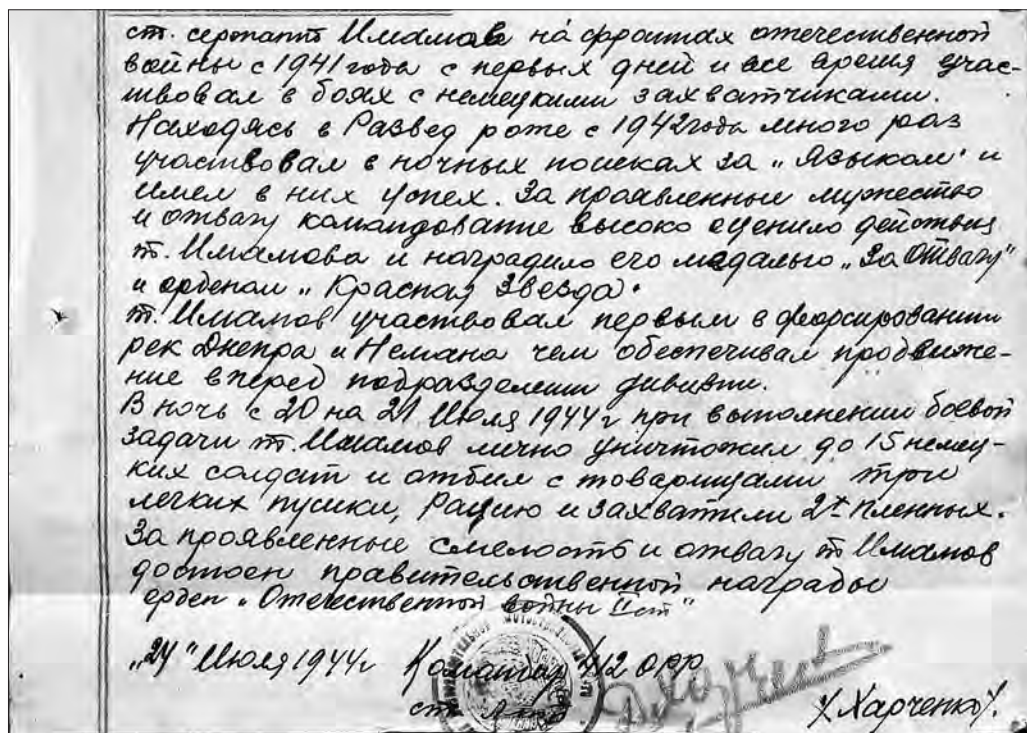 ст. сержант Имамов на фронтах отечественной
войны с 1941 года с первых дней и все время учас-
твовал в боях с немецкими захватчиками.
Находясь в Развед роте с 1942 года много раз
участвовал в ночных поисках за „Языком" и
имел в них успех. За проявленные мужество
и отвагу командование высоко оценило действия
т. Имамова и наградило его медалью „За Отвагу"
и орденом „Красная Звезда".
т. Имамов участвовал первым в форсировании
рек Днепра и Немана чем обеспечивал продвиже-
ние вперед подразделений дивизии.
В ночь с 20 на 21 Июля 1944 г при выполнении боевой
задачи т. Имамов лично уничтожил до 15 немец-
ких солдат и отбил с товарищами три
легких пушки, Рацию и захватили 2х пленных.
За проявленные смелость и отвагу т Имамов
достоен правительственной награды
орден „Отечественной войны II ст"
„24" Июля 1944 г Командир 412 ОРР
ст.
/Харченко/.